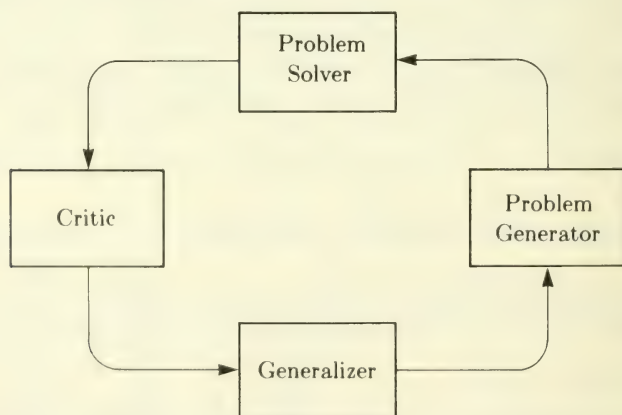 Problem
Solver
Critic
Problem
Generator
Generalizer